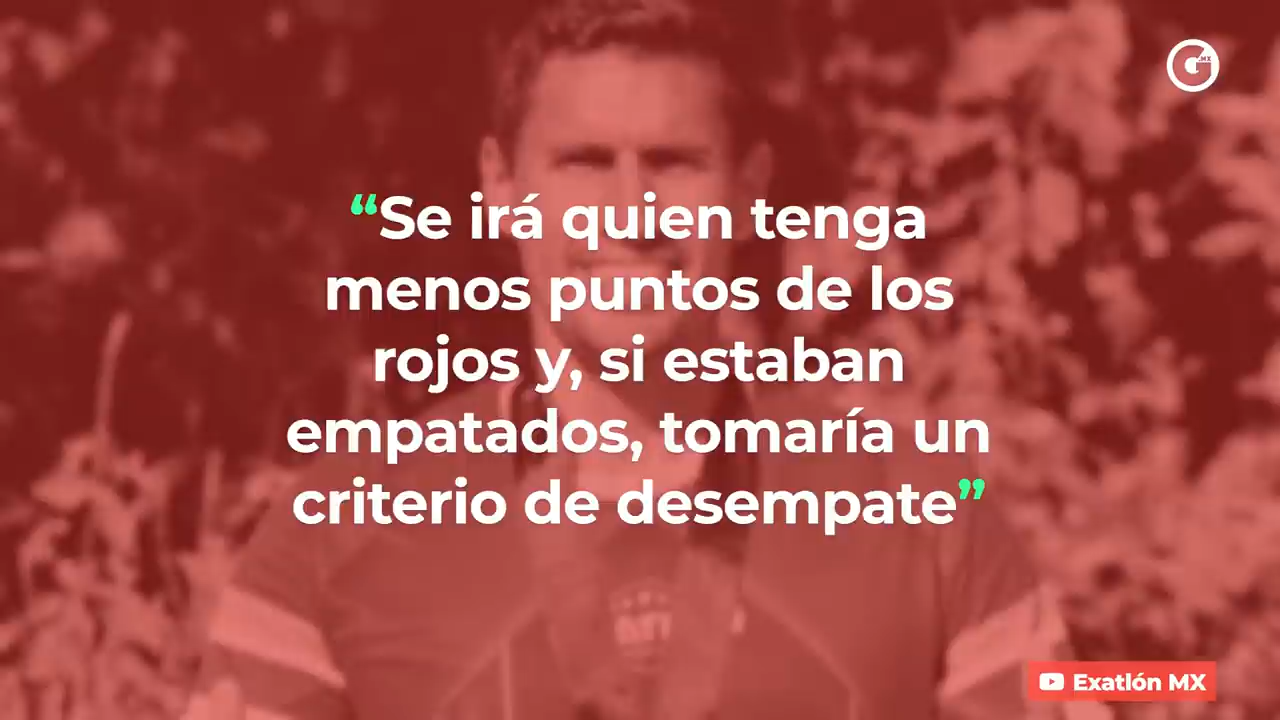 “Se irá quien tenga
menos puntos de los
rojos y, si estaban
empatados, tomaría un
criterio de desempate”
Exatlón MX